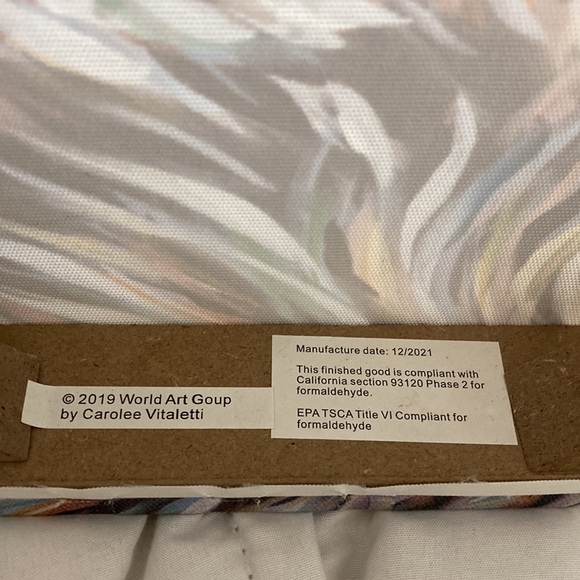 © 2019 World Art Goup
by Carolee Vitaletti
Manufacture date: 12/2021
This finished good is compliant with
California section 93120 Phase 2 for
formaldehyde.
EPA TSCA Title VI Compliant for
formaldehyde